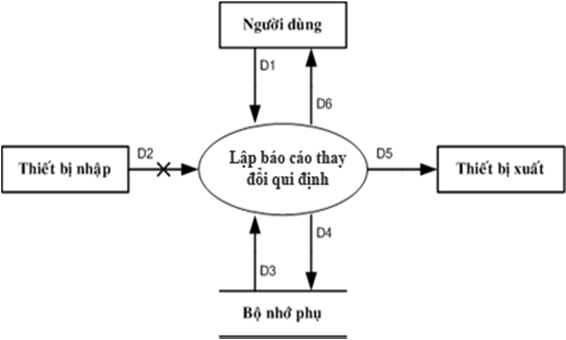 Người dùng
D1
D6
Thiết bị nhập
D2
Lập báo cáo thay
đổi qui định
D5
Thiết bị xuất
D4
D3
Bộ nhớ phụ